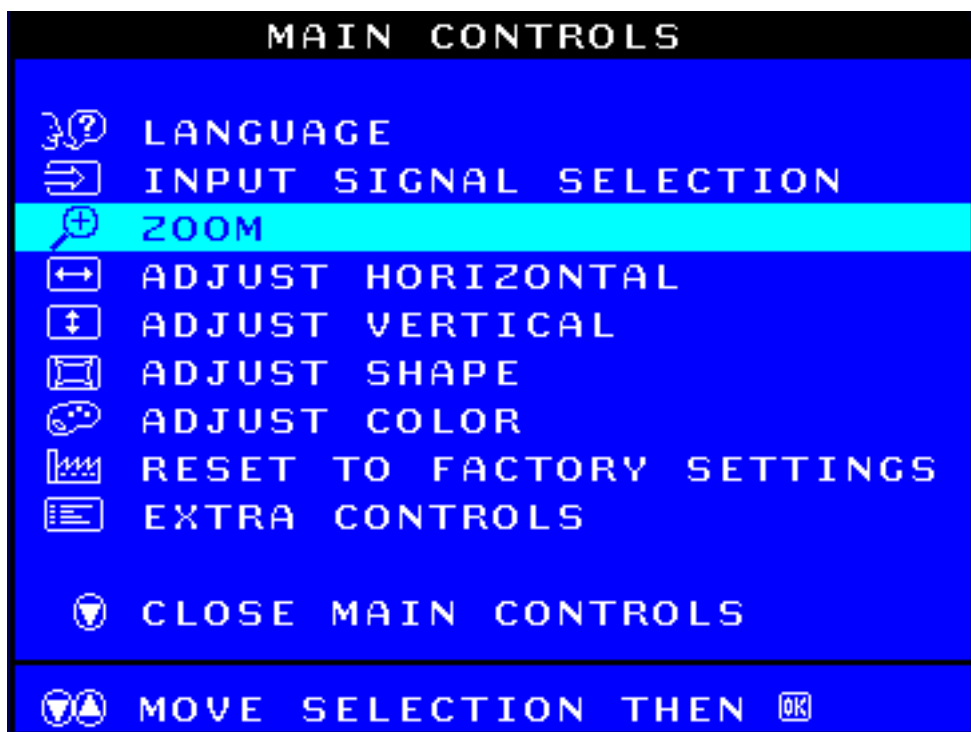 MAIN CONTROLS
? LANGUAGE
INPUT SIGNAL SELECTION
ZOOM
ADJUST HORIZONTAL
ADJUST VERTICAL
ADJUST SHAPE
ADJUST COLOR
RESET TO FACTORY SETTINGS
EXTRA CONTROLS
CLOSE MAIN CONTROLS
MOVE SELECTION THEN OK